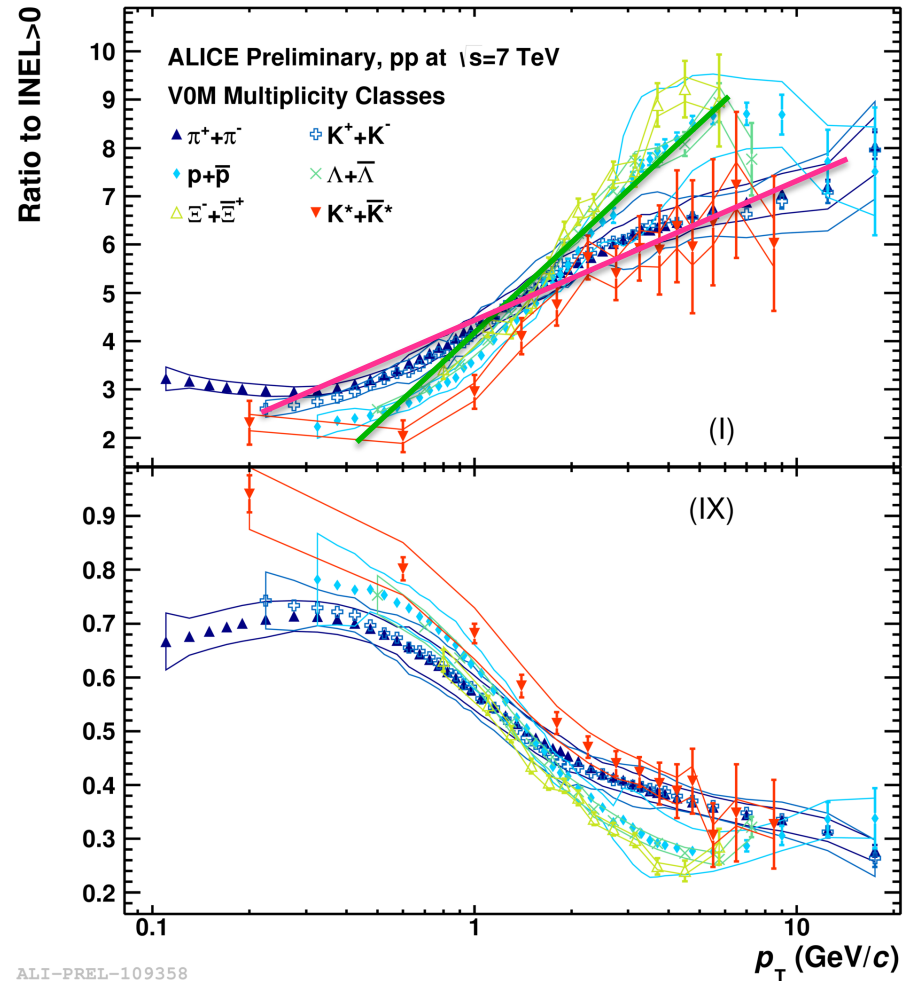 Ratio to INEL>0
10
9
8
7
6
5
4
3
2
ALICE Preliminary, pp at √s=7 TeV
V0M Multiplicity Classes
π⁺+π⁻
K⁺+K⁻
p+p̅
Λ+Λ̅
Ξ⁻+Ξ̅⁺
K*+K̅*
(I)
0.9
0.8
0.7
0.6
0.5
0.4
0.3
0.2
(IX)
0.1
1
10
p_T (GeV/c)
ALI−PREL−109358